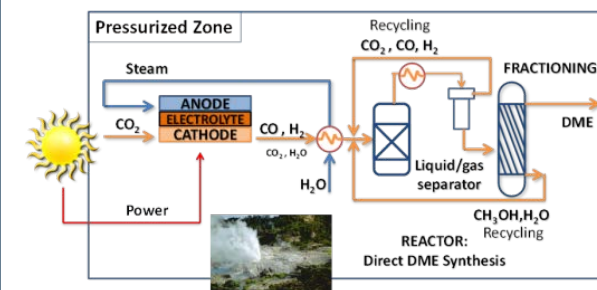 Pressurized Zone
Recycling
CO₂ , CO, H₂
Steam
FRACTIONING
ANODE
ELECTROLYTE
CATHODE
CO₂
CO, H₂
CO₂ , H₂O
DME
Liquid/gas
separator
H₂O
Power
CH₃OH,H₂O
Recycling
REACTOR:
Direct DME Synthesis